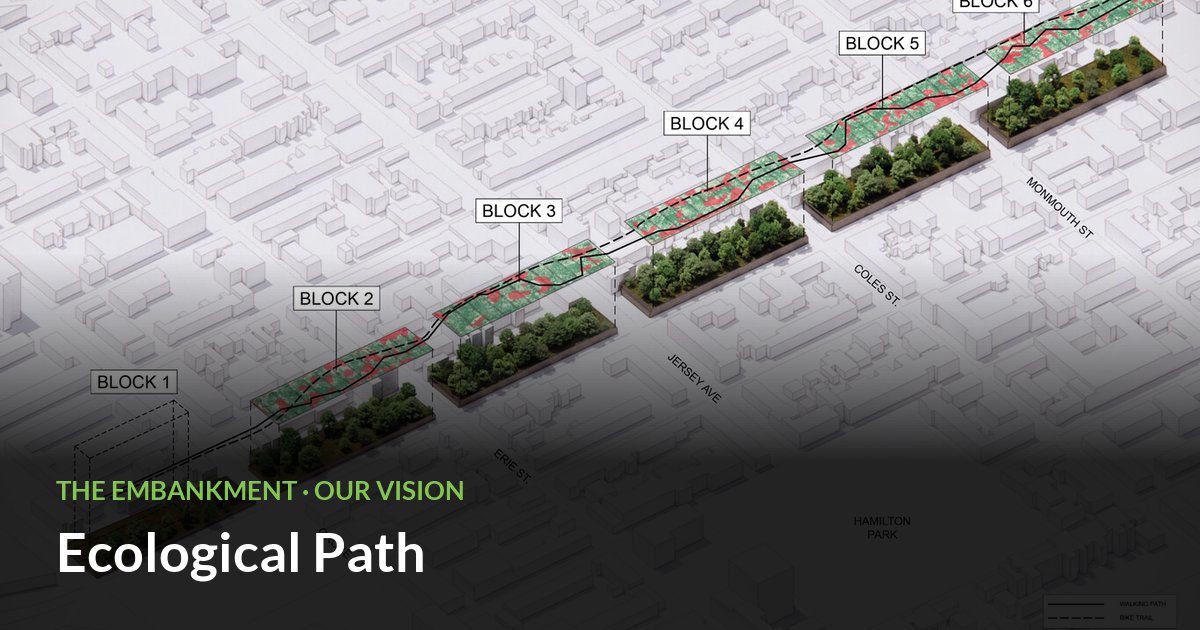 BLOCK 6
BLOCK 5
BLOCK 4
BLOCK 3
BLOCK 2
BLOCK 1
MONMOUTH ST
COLES ST.
JERSEY AVE
ERIE ST.
HAMILTON
PARK
THE EMBANKMENT · OUR VISION
Ecological Path
WALKING PATH
BIKE TRAIL